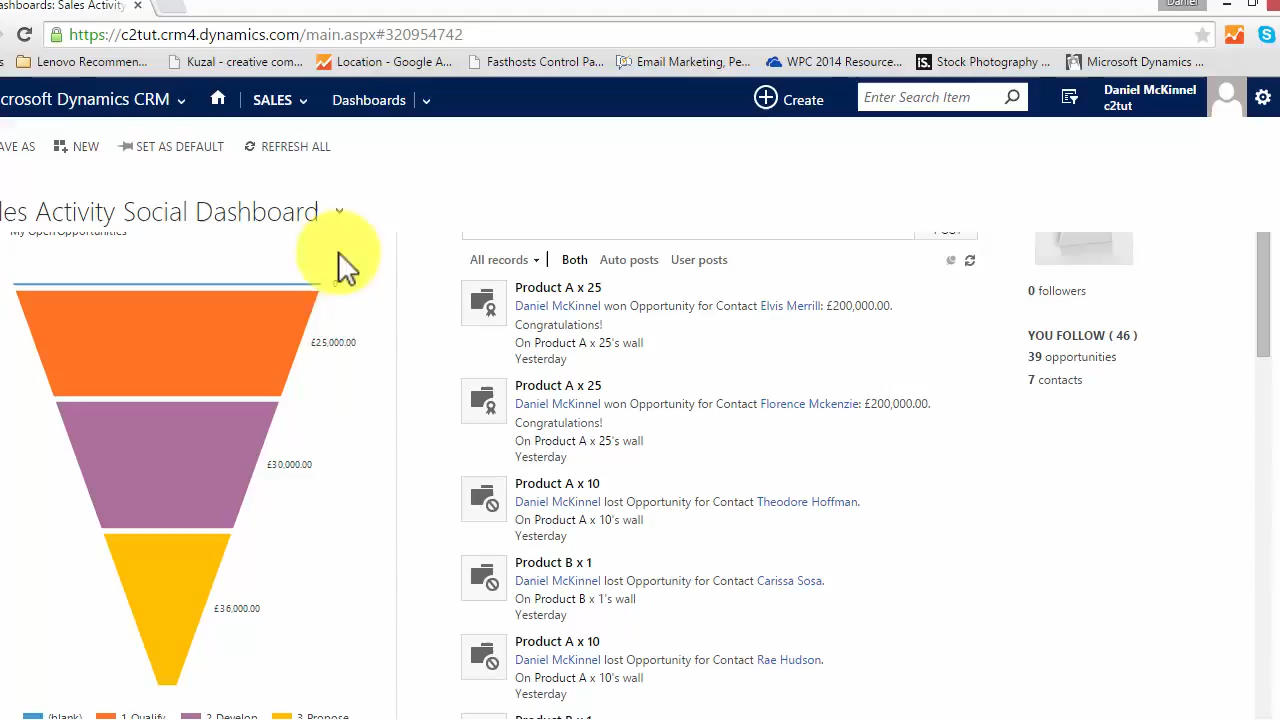 ashboards: Sales Activity ×
Daniel
https://c2tut.crm4.dynamics.com/main.aspx#320954742
s Lenovo Recommen... Kuzal - creative com... Location - Google A... Fasthosts Control Pa... Email Marketing, Pe... WPC 2014 Resource... is. Stock Photography ... Microsoft Dynamics ...
crosoft Dynamics CRM SALES Dashboards Create Enter Search Item Daniel McKinnel
c2tut
AVE AS NEW SET AS DEFAULT REFRESH ALL
les Activity Social Dashboard
My Open Opportunities
POST
All records Both Auto posts User posts
Product A x 25
Daniel McKinnel won Opportunity for Contact Elvis Merrill: £200,000.00.
Congratulations!
On Product A x 25's wall
Yesterday
Product A x 25
Daniel McKinnel won Opportunity for Contact Florence Mckenzie: £200,000.00.
Congratulations!
On Product A x 25's wall
Yesterday
Product A x 10
Daniel McKinnel lost Opportunity for Contact Theodore Hoffman.
On Product A x 10's wall
Yesterday
Product B x 1
Daniel McKinnel lost Opportunity for Contact Carissa Sosa.
On Product B x 1's wall
Yesterday
Product A x 10
Daniel McKinnel lost Opportunity for Contact Rae Hudson.
On Product A x 10's wall
Yesterday
Product B x 1
0 followers
YOU FOLLOW ( 46 )
39 opportunities
7 contacts
£25,000.00
£30,000.00
£36,000.00
(blank) 1-Qualify 2-Develop 3-Propose